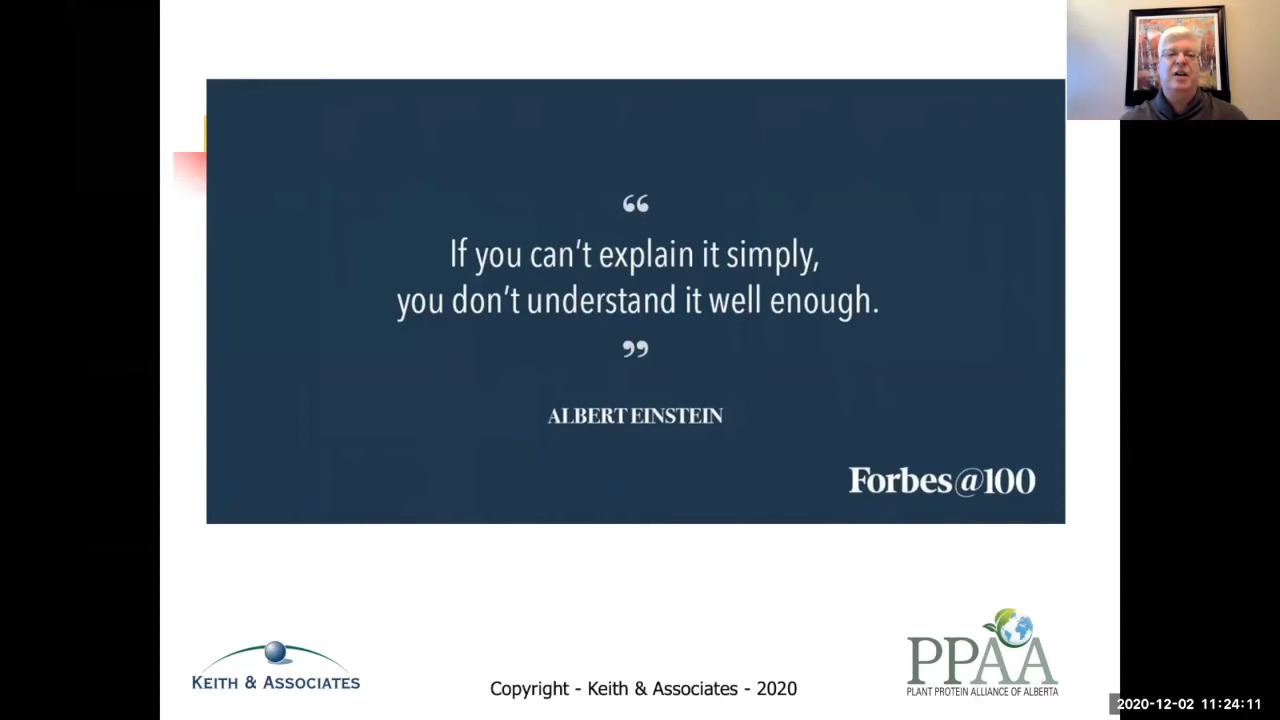 “
If you can’t explain it simply,
you don’t understand it well enough.
”
ALBERT EINSTEIN
Forbes@100
KEITH & ASSOCIATES
Copyright - Keith & Associates - 2020
PPAA
PLANT PROTEIN ALLIANCE OF ALBERTA
2020-12-02 11:24:11